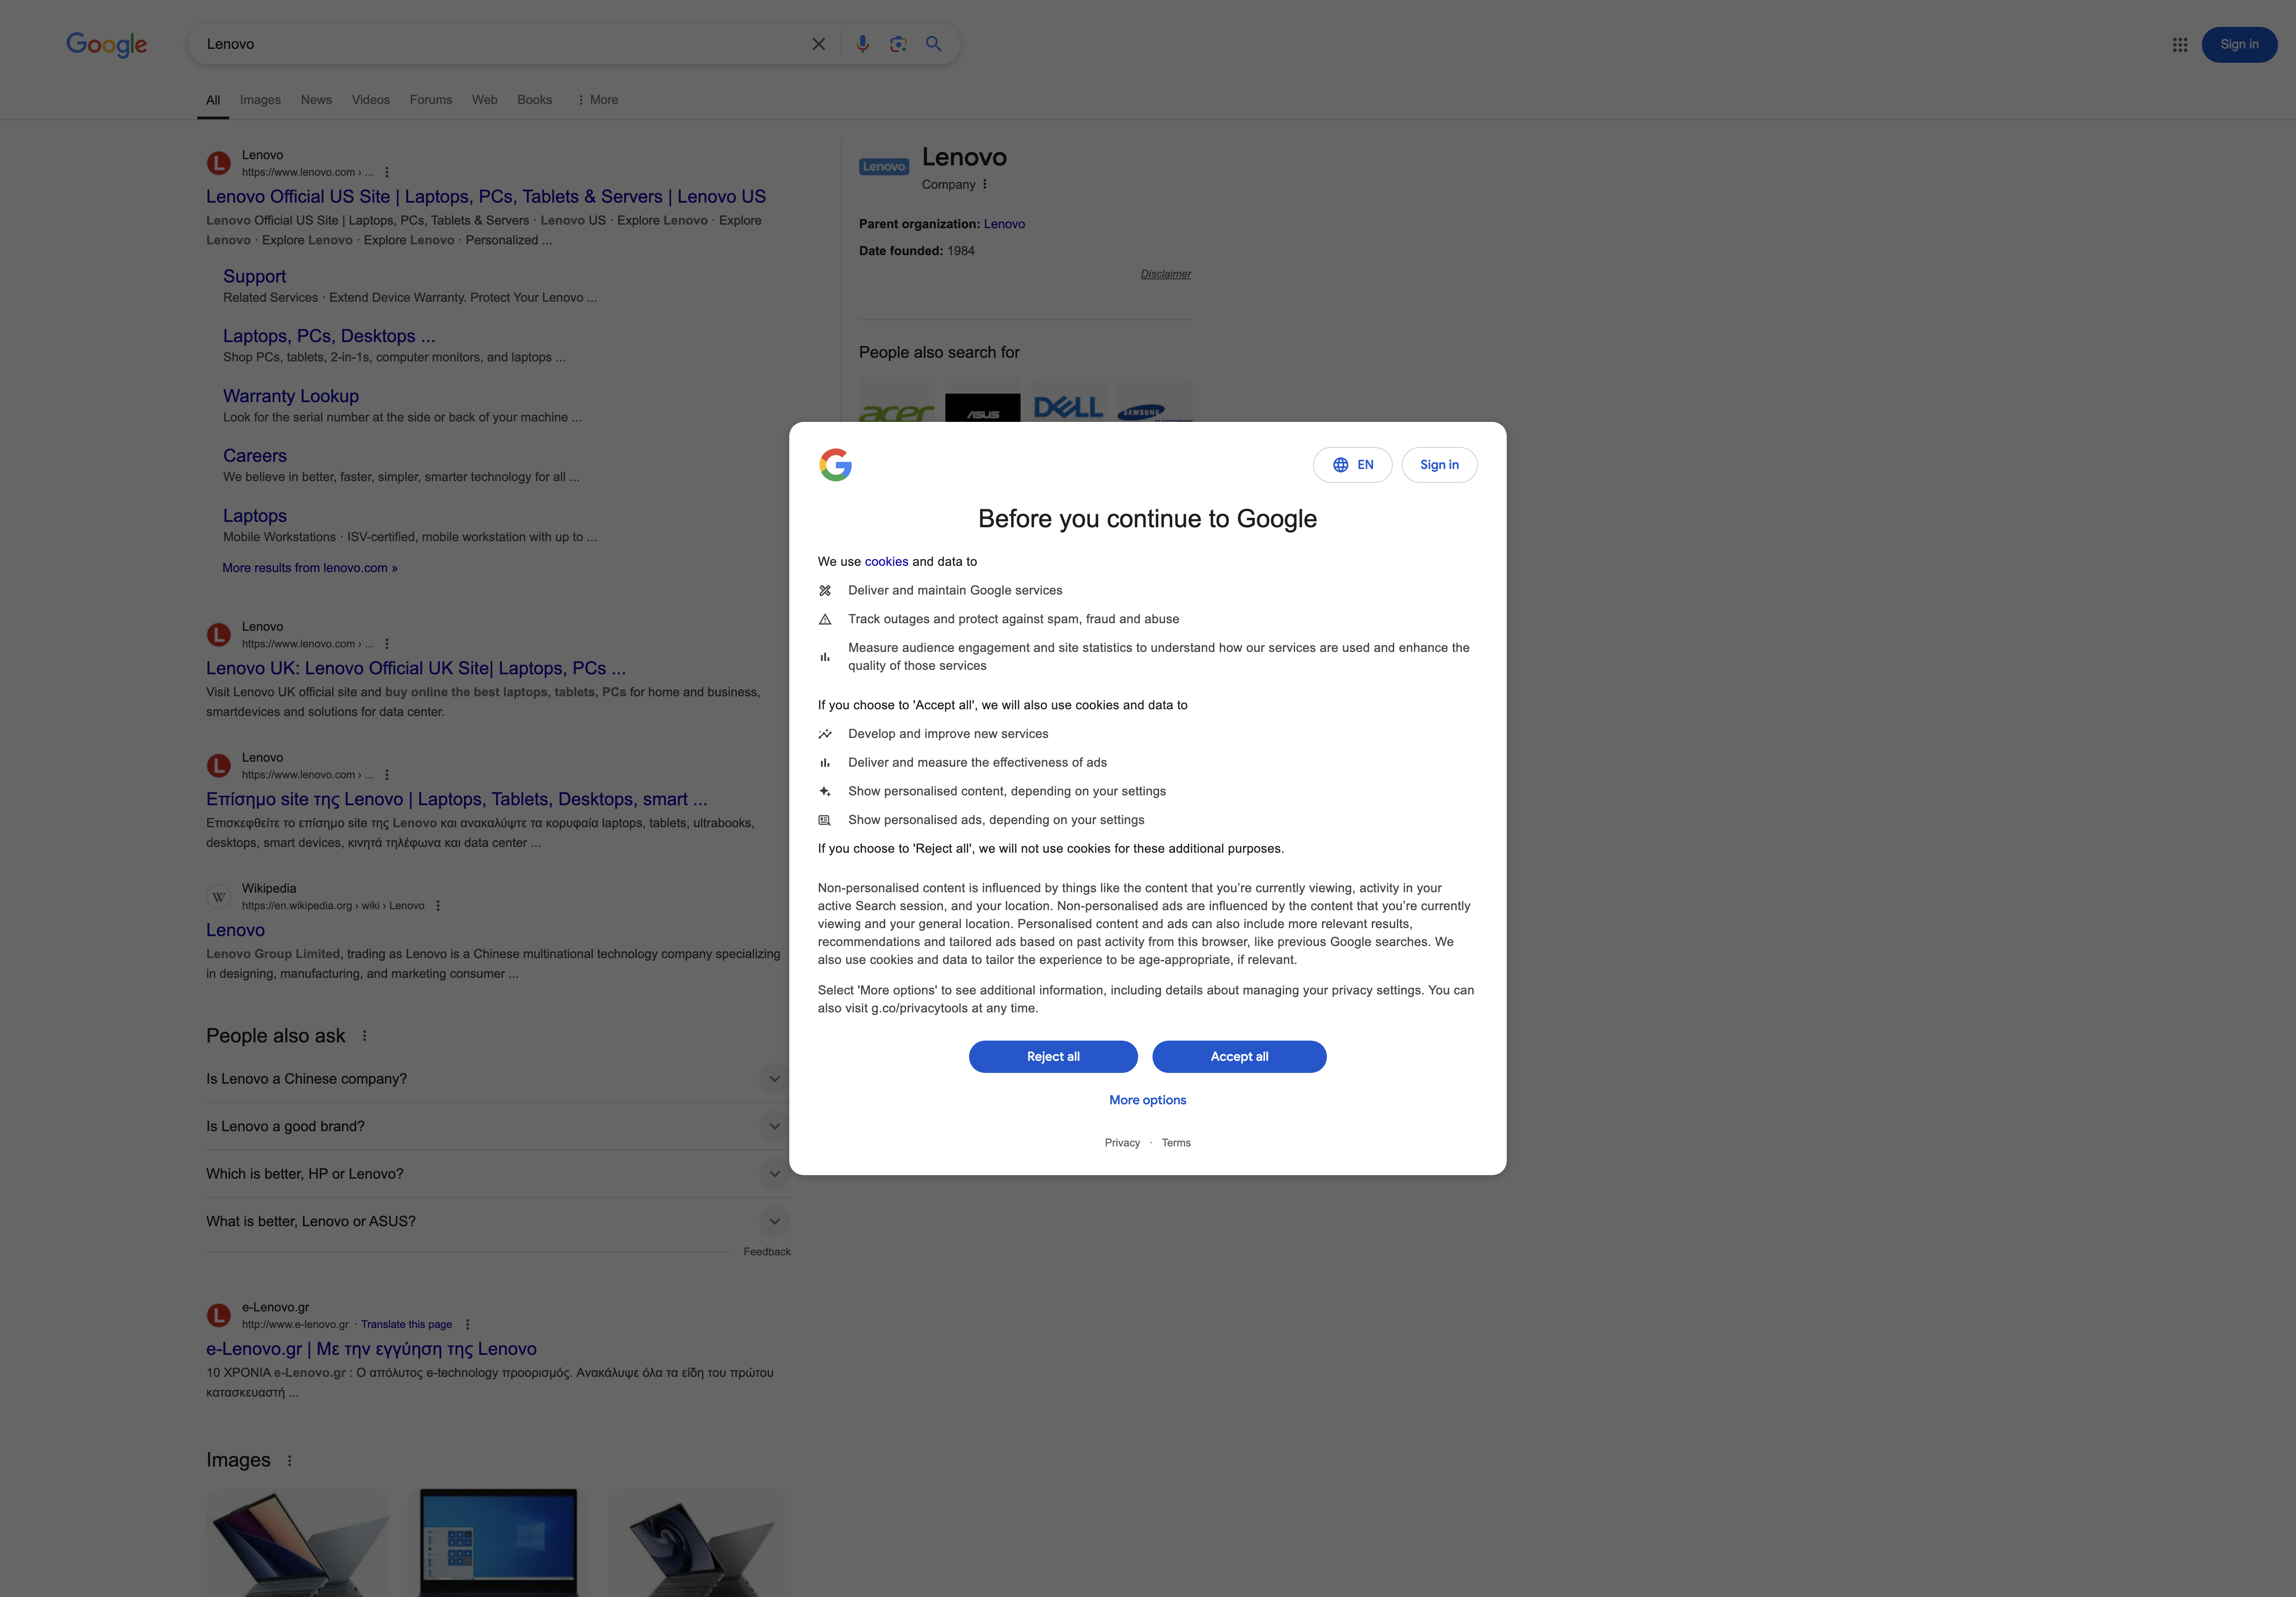 Google
Lenovo
Sign in
All Images News Videos Forums Web Books More
Lenovo
https://www.lenovo.com › ...
Lenovo Official US Site | Laptops, PCs, Tablets & Servers | Lenovo US
Lenovo Official US Site | Laptops, PCs, Tablets & Servers · Lenovo US · Explore Lenovo · Explore
Lenovo · Explore Lenovo · Explore Lenovo · Personalized ...
Support
Related Services · Extend Device Warranty. Protect Your Lenovo ...
Laptops, PCs, Desktops ...
Shop PCs, tablets, 2-in-1s, computer monitors, and laptops ...
Warranty Lookup
Look for the serial number at the side or back of your machine ...
Careers
We believe in better, faster, simpler, smarter technology for all ...
Laptops
Mobile Workstations · ISV-certified, mobile workstation with up to ...
More results from lenovo.com »
Lenovo
https://www.lenovo.com › ...
Lenovo UK: Lenovo Official UK Site| Laptops, PCs ...
Visit Lenovo UK official site and buy online the best laptops, tablets, PCs for home and business,
smartdevices and solutions for data center.
Lenovo
https://www.lenovo.com › ...
Επίσημο site της Lenovo | Laptops, Tablets, Desktops, smart ...
Επισκεφθείτε το επίσημο site της Lenovo και ανακαλύψτε τα κορυφαία laptops, tablets, ultrabooks,
desktops, smart devices, κινητά τηλέφωνα και data center ...
W
Wikipedia
https://en.wikipedia.org › wiki › Lenovo
Lenovo
Lenovo Group Limited, trading as Lenovo is a Chinese multinational technology company specializing
in designing, manufacturing, and marketing consumer ...
People also ask
Is Lenovo a Chinese company?
Is Lenovo a good brand?
Which is better, HP or Lenovo?
What is better, Lenovo or ASUS?
Feedback
e-Lenovo.gr
http://www.e-lenovo.gr · Translate this page
e-Lenovo.gr | Με την εγγύηση της Lenovo
10 ΧΡΟΝΙΑ e-Lenovo.gr : Ο απόλυτος e-technology προορισμός. Ανακάλυψε όλα τα είδη του πρώτου
κατασκευαστή ...
Images
Lenovo
Lenovo
Company
Parent organization: Lenovo
Date founded: 1984
Disclaimer
People also search for
acer ASUS DELL SAMSUNG
EN Sign in
Before you continue to Google
We use cookies and data to
Deliver and maintain Google services
Track outages and protect against spam, fraud and abuse
Measure audience engagement and site statistics to understand how our services are used and enhance the
quality of those services
If you choose to 'Accept all', we will also use cookies and data to
Develop and improve new services
Deliver and measure the effectiveness of ads
Show personalised content, depending on your settings
Show personalised ads, depending on your settings
If you choose to 'Reject all', we will not use cookies for these additional purposes.
Non-personalised content is influenced by things like the content that you’re currently viewing, activity in your
active Search session, and your location. Non-personalised ads are influenced by the content that you’re currently
viewing and your general location. Personalised content and ads can also include more relevant results,
recommendations and tailored ads based on past activity from this browser, like previous Google searches. We
also use cookies and data to tailor the experience to be age-appropriate, if relevant.
Select 'More options' to see additional information, including details about managing your privacy settings. You can
also visit g.co/privacytools at any time.
Reject all Accept all
More options
Privacy · Terms